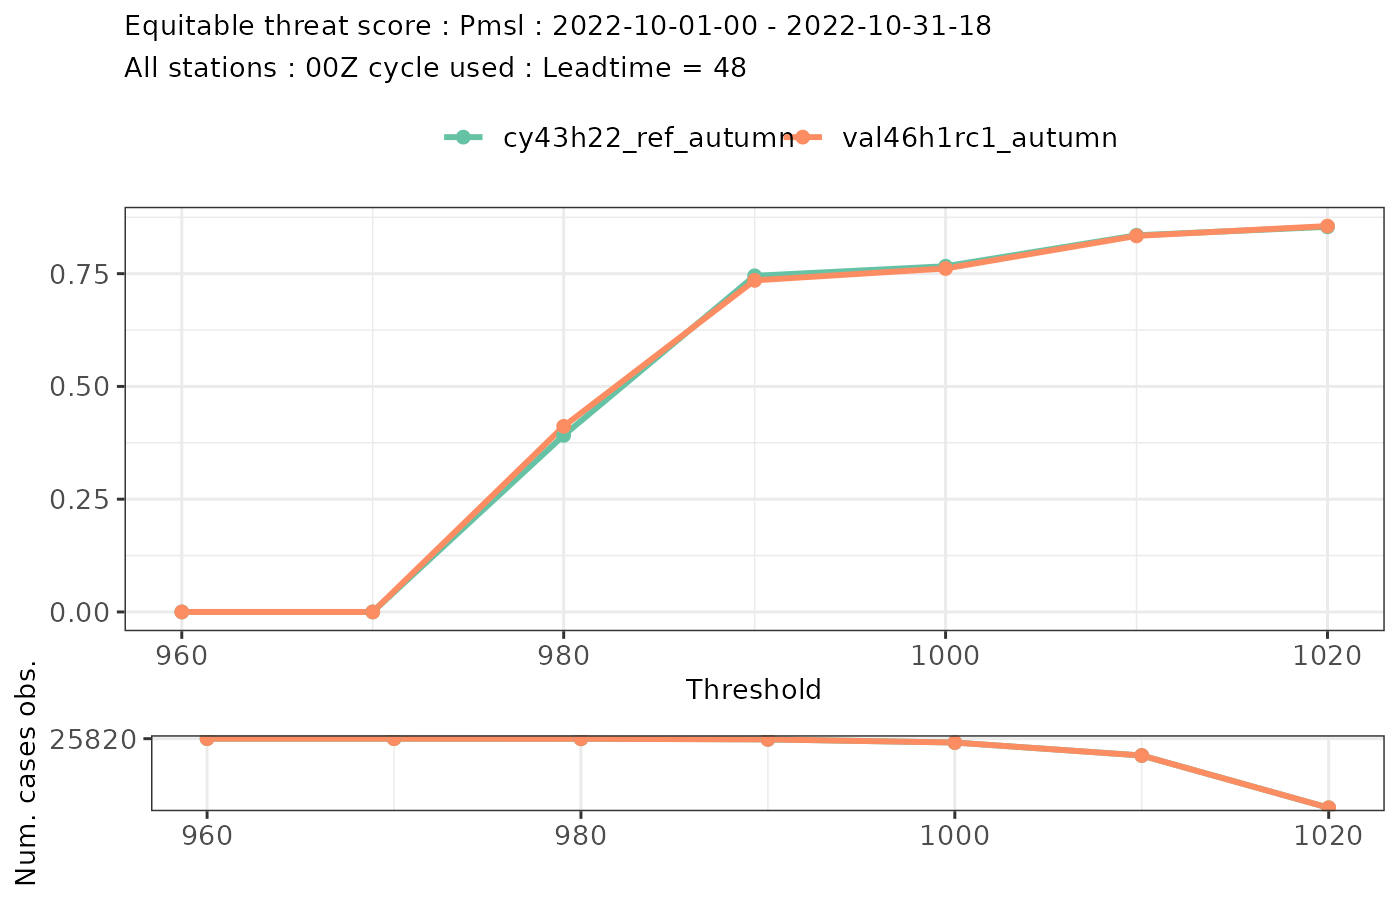 Equitable threat score : Pmsl : 2022-10-01-00 - 2022-10-31-18
All stations : 00Z cycle used : Leadtime = 48
cy43h22_ref_autumn val46h1rc1_autumn
0.75
0.50
0.25
0.00
960 980 1000 1020
Threshold
Num. cases obs.
25820
960 980 1000 1020